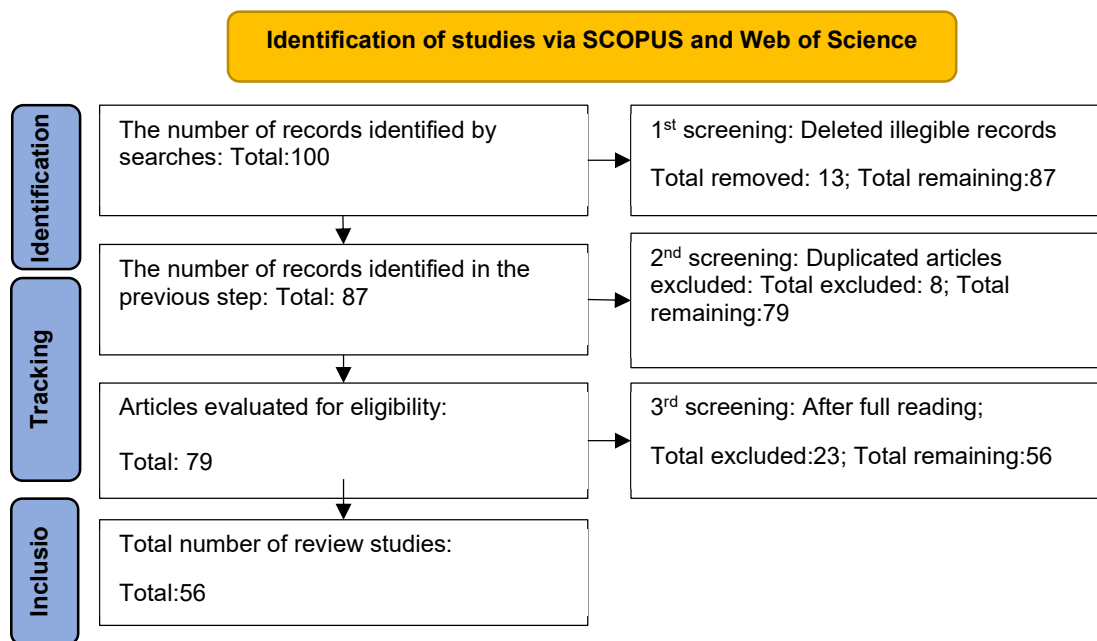 Identification of studies via SCOPUS and Web of Science
Identification
The number of records identified by
searches: Total:100
1st screening: Deleted illegible records
Total removed: 13; Total remaining:87
Tracking
The number of records identified in the
previous step: Total: 87
2nd screening: Duplicated articles
excluded: Total excluded: 8; Total
remaining:79
Articles evaluated for eligibility:
Total: 79
3rd screening: After full reading;
Total excluded:23; Total remaining:56
Inclusio
Total number of review studies:
Total:56